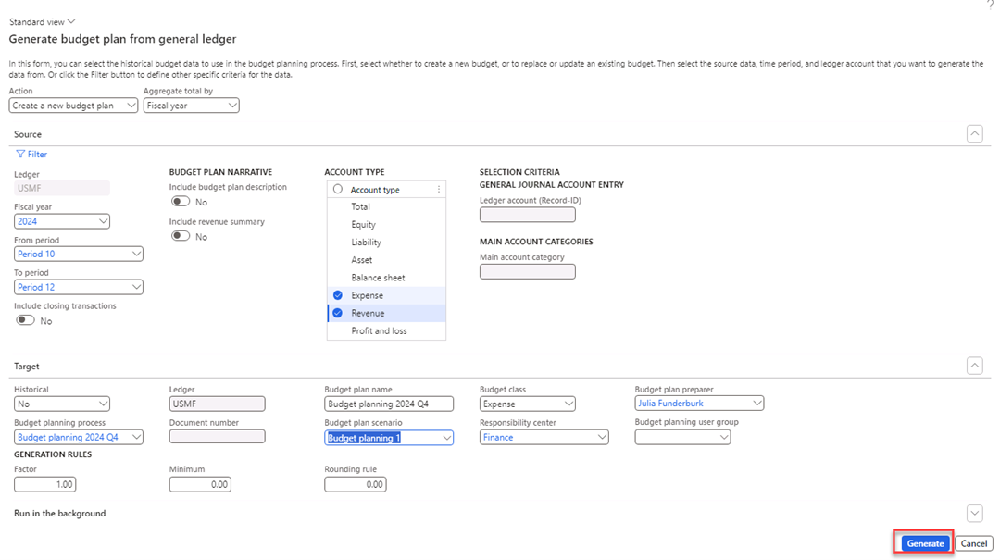 ?
Standard view
Generate budget plan from general ledger
In this form, you can select the historical budget data to use in the budget planning process. First, select whether to create a new budget, or to replace or update an existing budget. Then select the source data, time period, and ledger account that you want to generate the
data from. Or click the Filter button to define other specific criteria for the data.
Action
Create a new budget plan
Aggregate total by
Fiscal year
Source
Filter
Ledger
USMF
Fiscal year
2024
From period
Period 10
To period
Period 12
Include closing transactions
No
BUDGET PLAN NARRATIVE
Include budget plan description
No
Include revenue summary
No
ACCOUNT TYPE
Account type
Total
Equity
Liability
Asset
Balance sheet
Expense
Revenue
Profit and loss
SELECTION CRITERIA
GENERAL JOURNAL ACCOUNT ENTRY
Ledger account (Record-ID)
MAIN ACCOUNT CATEGORIES
Main account category
Target
Historical
No
Ledger
USMF
Budget plan name
Budget planning 2024 Q4
Budget class
Expense
Budget plan preparer
Julia Funderburk
Budget planning process
Budget planning 2024 Q4
Document number
Budget plan scenario
Budget planning 1
Responsibility center
Finance
Budget planning user group
GENERATION RULES
Factor
1.00
Minimum
0.00
Rounding rule
0.00
Run in the background
Generate
Cancel